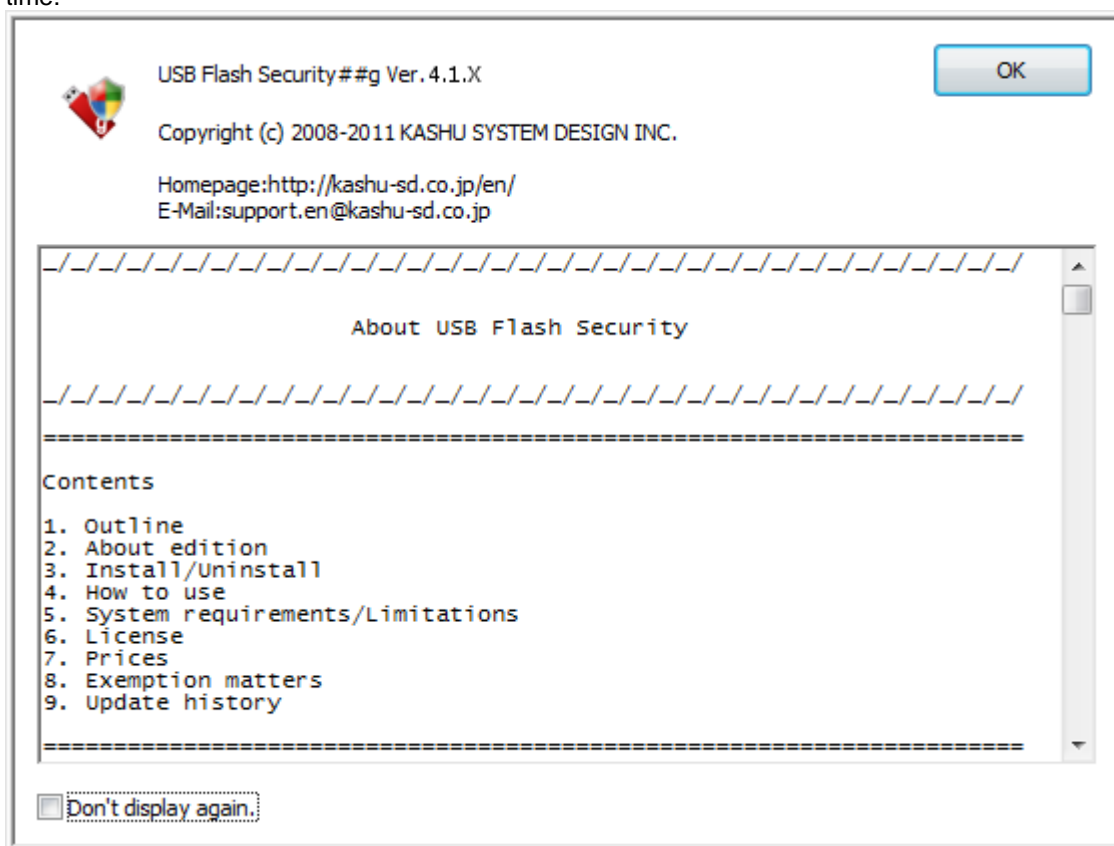 time.
USB Flash Security##g Ver. 4.1.X
OK
Copyright (c) 2008-2011 KASHU SYSTEM DESIGN INC.
Homepage:http://kashu-sd.co.jp/en/
E-Mail:support.en@kashu-sd.co.jp
_/_/_/_/_/_/_/_/_/_/_/_/_/_/_/_/_/_/_/_/_/_/_/_/_/_/_/_/_/_/_/_/_/_/_/
About USB Flash Security
_/_/_/_/_/_/_/_/_/_/_/_/_/_/_/_/_/_/_/_/_/_/_/_/_/_/_/_/_/_/_/_/_/_/_/
======================================================================
Contents
1. Outline
2. About edition
3. Install/Uninstall
4. How to use
5. System requirements/Limitations
6. License
7. Prices
8. Exemption matters
9. Update history
======================================================================
Don't display again.